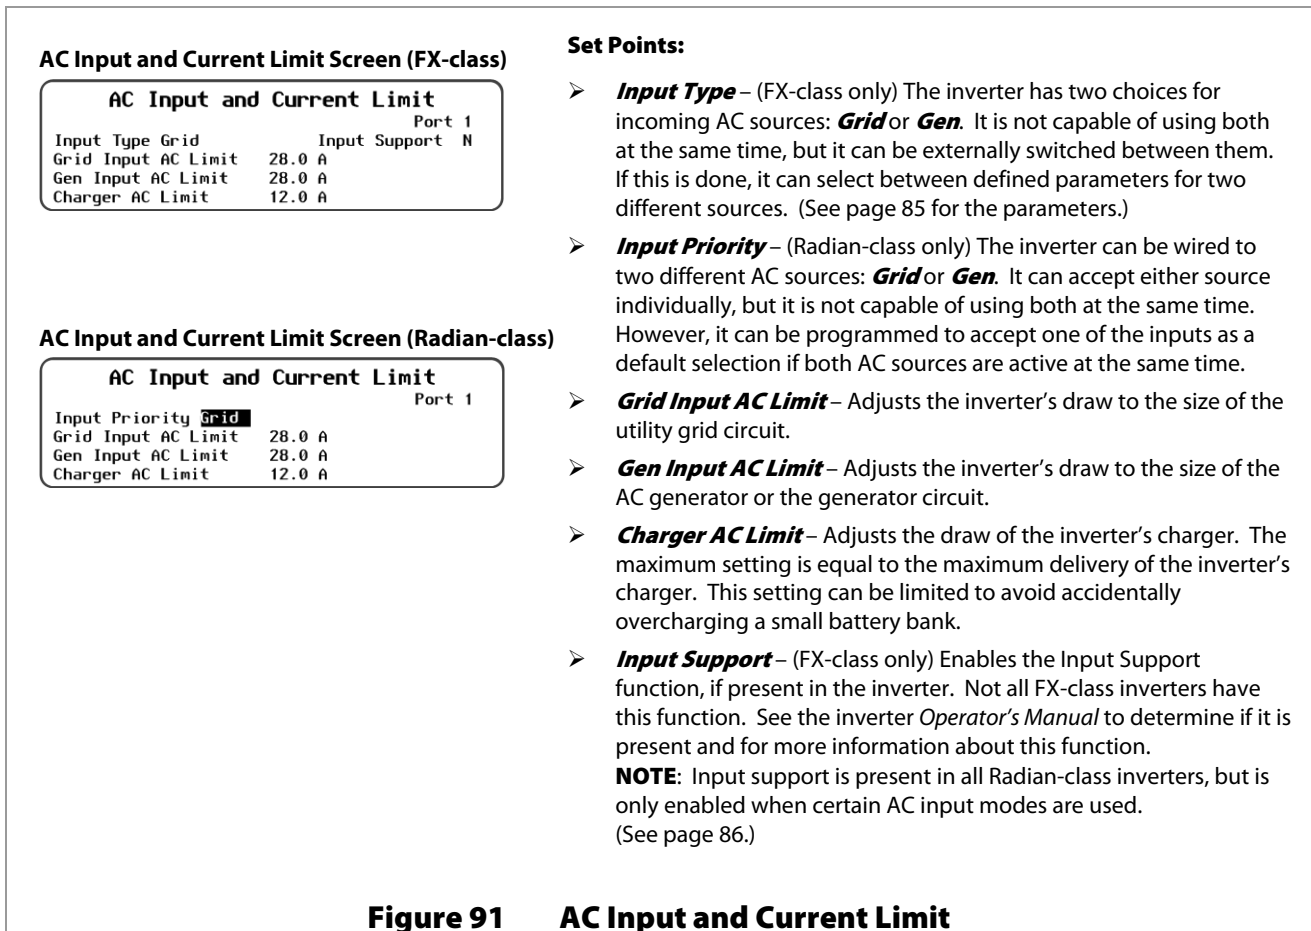 AC Input and Current Limit Screen (FX-class)
AC Input and Current Limit
Port 1
Input Type Grid Input Support N
Grid Input AC Limit 28.0 A
Gen Input AC Limit 28.0 A
Charger AC Limit 12.0 A
AC Input and Current Limit Screen (Radian-class)
AC Input and Current Limit
Port 1
Input Priority Grid
Grid Input AC Limit 28.0 A
Gen Input AC Limit 28.0 A
Charger AC Limit 12.0 A
Set Points:
➢ Input Type – (FX-class only) The inverter has two choices for
incoming AC sources: Grid or Gen. It is not capable of using both
at the same time, but it can be externally switched between them.
If this is done, it can select between defined parameters for two
different sources. (See page 85 for the parameters.)
➢ Input Priority – (Radian-class only) The inverter can be wired to
two different AC sources: Grid or Gen. It can accept either source
individually, but it is not capable of using both at the same time.
However, it can be programmed to accept one of the inputs as a
default selection if both AC sources are active at the same time.
➢ Grid Input AC Limit – Adjusts the inverter’s draw to the size of the
utility grid circuit.
➢ Gen Input AC Limit – Adjusts the inverter’s draw to the size of the
AC generator or the generator circuit.
➢ Charger AC Limit – Adjusts the draw of the inverter’s charger. The
maximum setting is equal to the maximum delivery of the inverter’s
charger. This setting can be limited to avoid accidentally
overcharging a small battery bank.
➢ Input Support – (FX-class only) Enables the Input Support
function, if present in the inverter. Not all FX-class inverters have
this function. See the inverter Operator’s Manual to determine if it is
present and for more information about this function.
NOTE: Input support is present in all Radian-class inverters, but is
only enabled when certain AC input modes are used.
(See page 86.)
Figure 91 AC Input and Current Limit